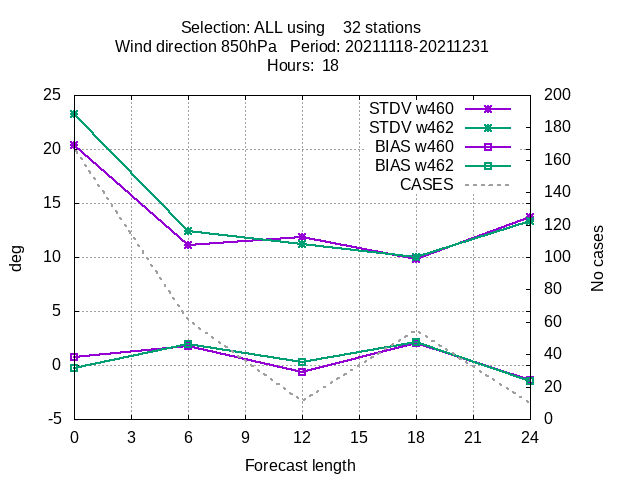 Selection: ALL using    32 stations
Wind direction 850hPa   Period: 20211118-20211231
Hours:  18
25
20
15
10
5
0
-5
deg
STDV w460
STDV w462
BIAS w460
BIAS w462
CASES
200
180
160
140
120
100
80
60
40
20
0
No cases
0 3 6 9 12 15 18 21 24
Forecast length